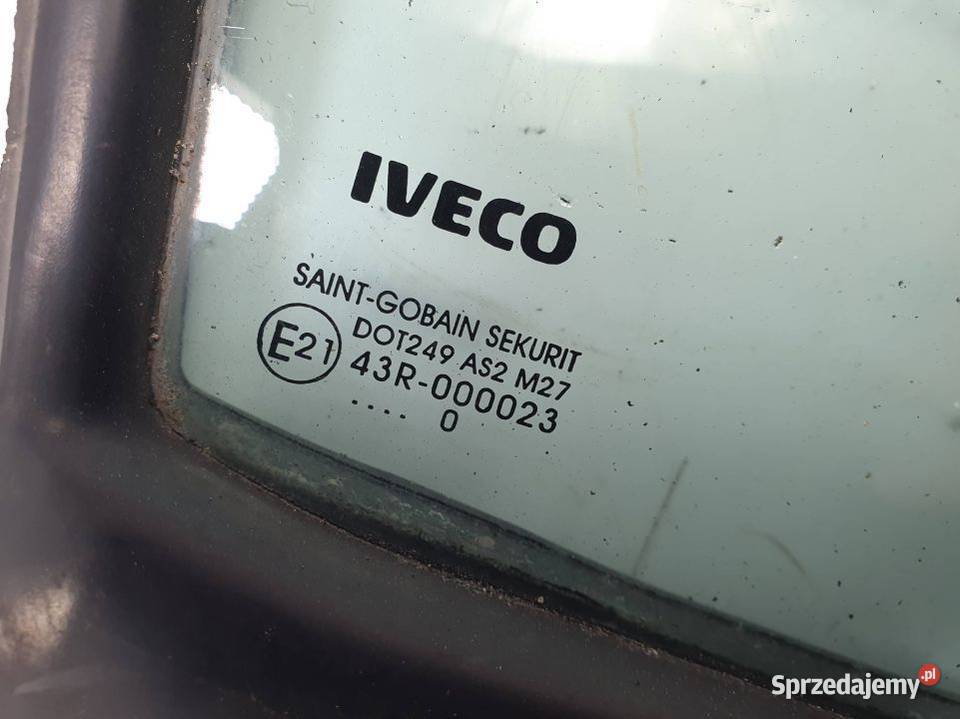 IVECO
SAINT-GOBAIN SEKURIT
E21
DOT249 AS2 M27
43R-000023
.... 0
Sprzedajemy.pl